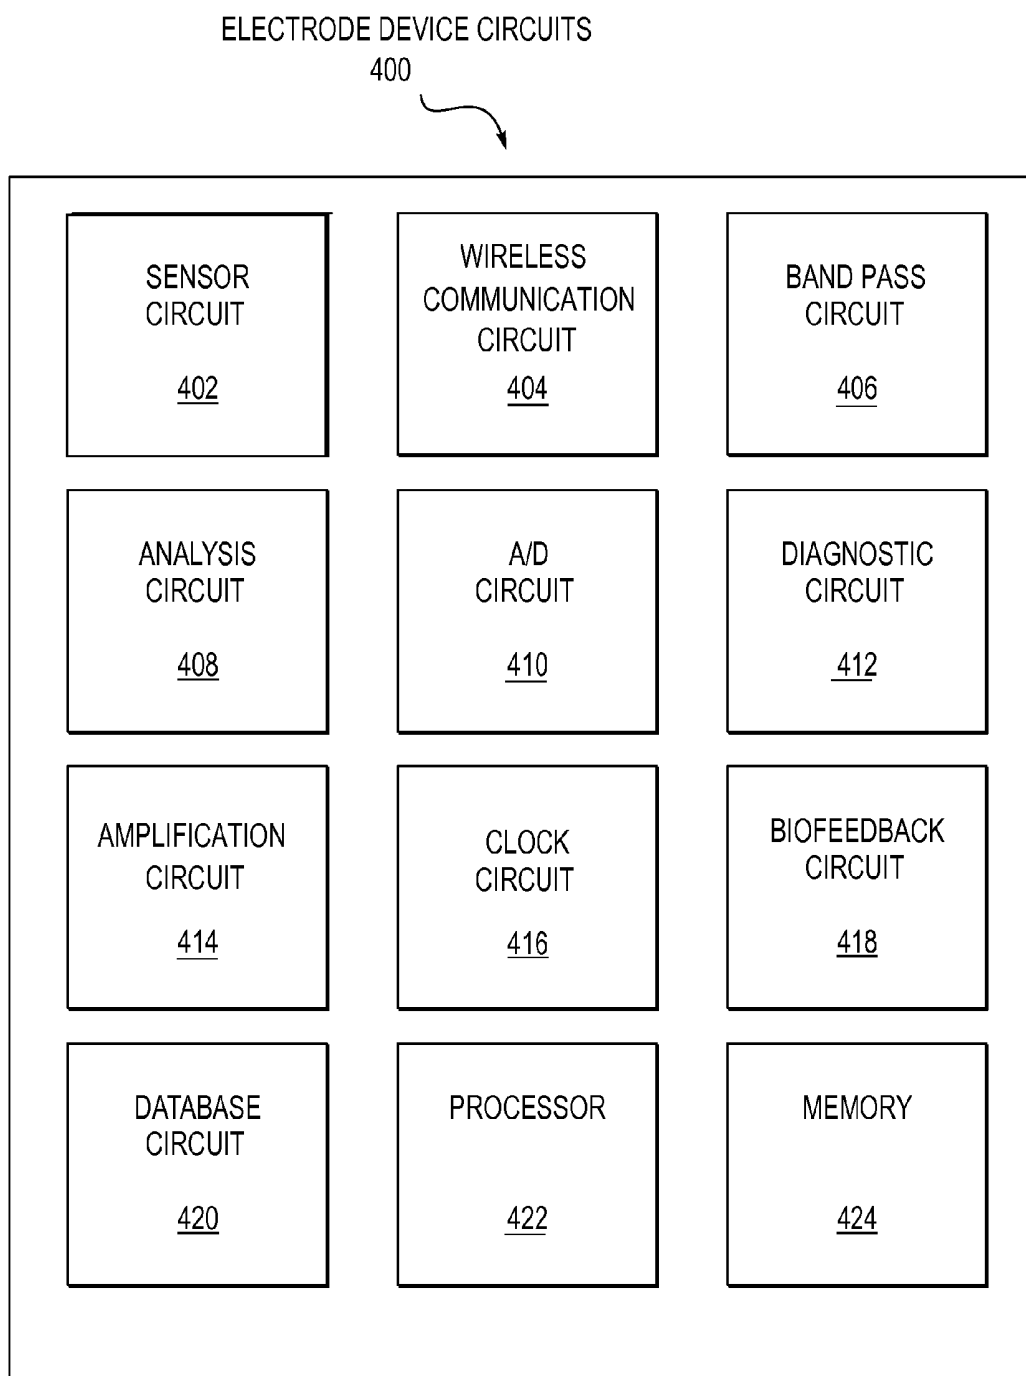 ELECTRODE DEVICE CIRCUITS
400
SENSOR
CIRCUIT
402
WIRELESS
COMMUNICATION
CIRCUIT
404
BAND PASS
CIRCUIT
406
ANALYSIS
CIRCUIT
408
A/D
CIRCUIT
410
DIAGNOSTIC
CIRCUIT
412
AMPLIFICATION
CIRCUIT
414
CLOCK
CIRCUIT
416
BIOFEEDBACK
CIRCUIT
418
DATABASE
CIRCUIT
420
PROCESSOR
422
MEMORY
424